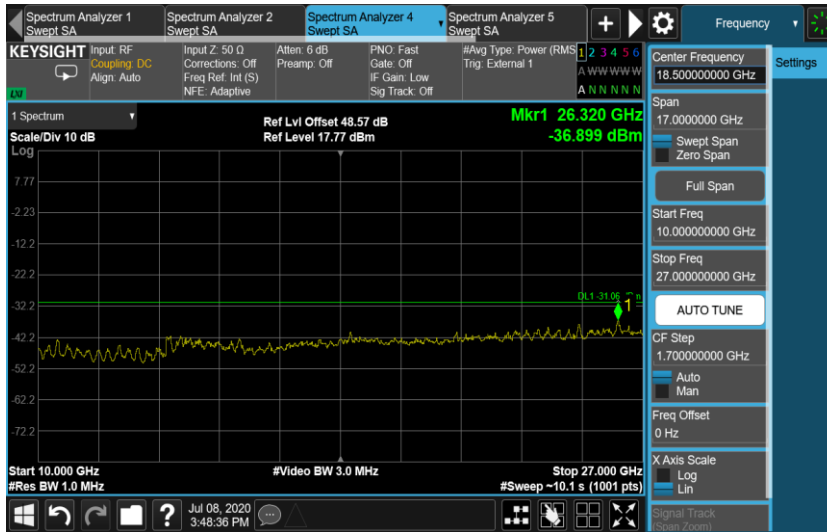 Spectrum Analyzer 1
Swept SA
Spectrum Analyzer 2
Swept SA
Spectrum Analyzer 4
Swept SA
Spectrum Analyzer 5
Swept SA
Frequency
KEYSIGHT
Input: RF
Coupling: DC
Align: Auto
LXI
Input Z: 50 Ω
Corrections: Off
Freq Ref: Int (S)
NFE: Adaptive
Atten: 6 dB
Preamp: Off
PNO: Fast
Gate: Off
IF Gain: Low
Sig Track: Off
#Avg Type: Power (RMS
Trig: External 1
1 2 3 4 5 6
A W W W W W
A N N N N N
1 Spectrum
Scale/Div 10 dB
Log
Ref Lvl Offset 48.57 dB
Ref Level 17.77 dBm
Mkr1 26.320 GHz
-36.899 dBm
7.77
-2.23
-12.2
-22.2
-32.2
-42.2
-52.2
-62.2
-72.2
DL1 -31.06
1
Start 10.000 GHz
#Res BW 1.0 MHz
#Video BW 3.0 MHz
Stop 27.000 GHz
#Sweep ~10.1 s (1001 pts)
Jul 08, 2020
3:48:36 PM
Center Frequency
18.500000000 GHz
Settings
Span
17.0000000 GHz
Swept Span
Zero Span
Full Span
Start Freq
10.000000000 GHz
Stop Freq
27.000000000 GHz
AUTO TUNE
CF Step
1.700000000 GHz
Auto
Man
Freq Offset
0 Hz
X Axis Scale
Log
Lin
Signal Track
(Span Zoom)